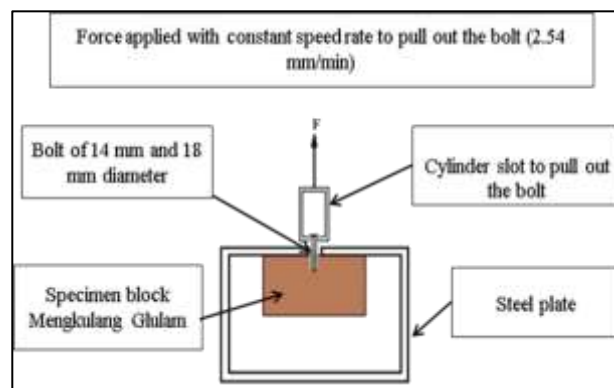 Force applied with constant speed rate to pull out the bolt (2.54
mm/min)
F
Bolt of 14 mm and 18
mm diameter
Cylinder slot to pull out
the bolt
Specimen block
Mengkulang Glulam
Steel plate